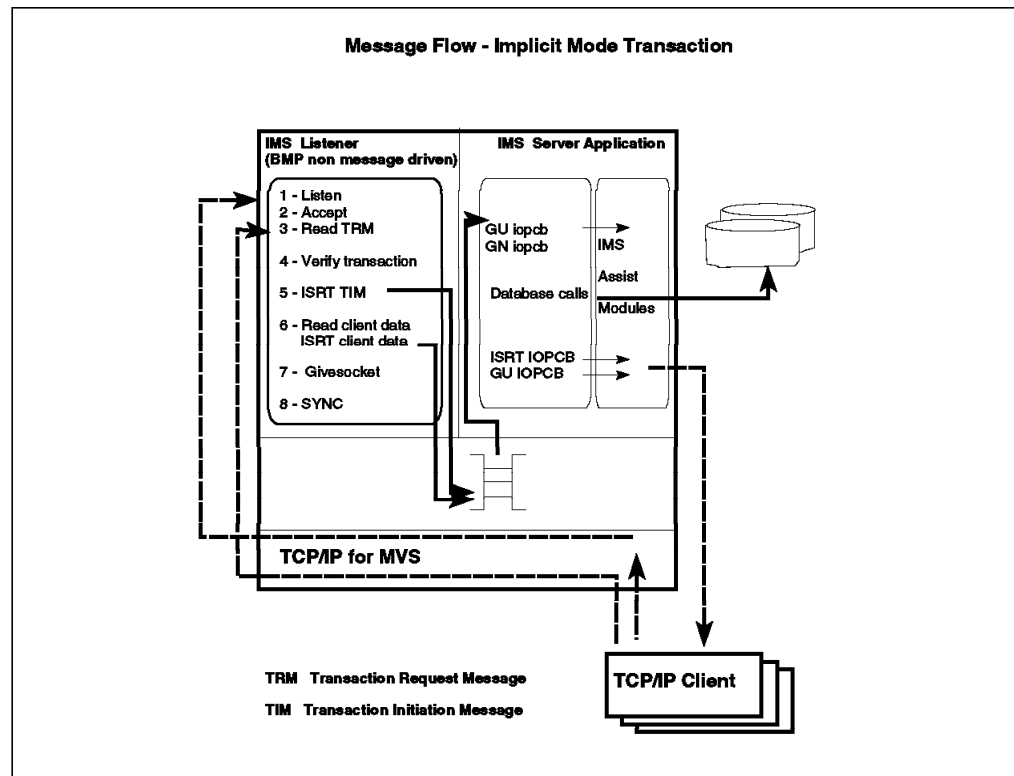 Message Flow - Implicit Mode Transaction
IMS Listener
(BMP non message driven)
1 - Listen
2 - Accept
3 - Read TRM
4 - Verify transaction
5 - ISRT TIM
6 - Read client data
ISRT client data
7 - Givesocket
8 - SYNC
IMS Server Application
GU iopcb
GN iopcb
Database calls
ISRT IOPCB
GU IOPCB
IMS
Assist
Modules
TCP/IP for MVS
TCP/IP Client
TRM Transaction Request Message
TIM Transaction Initiation Message